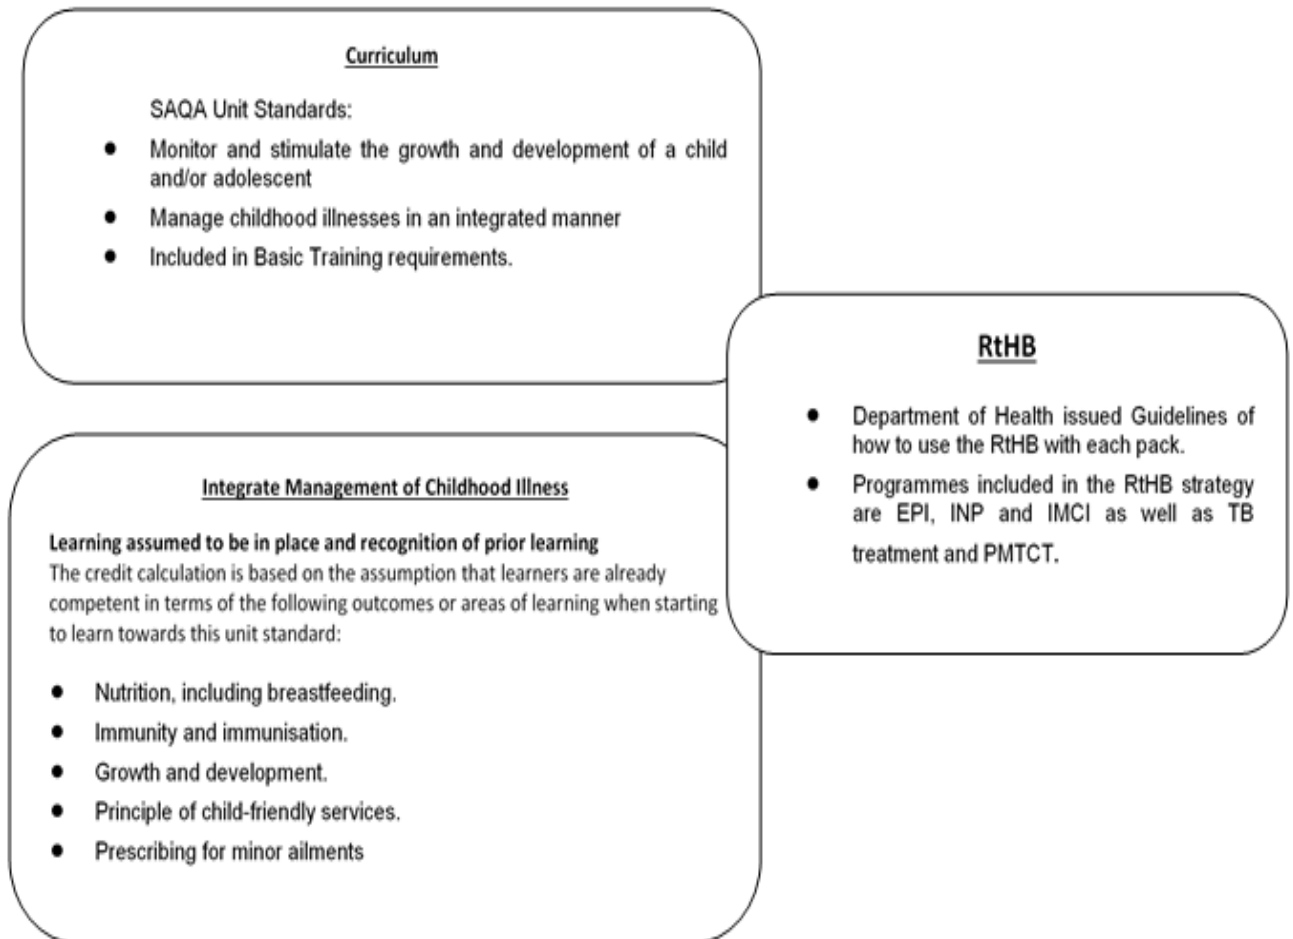 Curriculum
SAQA Unit Standards:
● Monitor and stimulate the growth and development of a child
and/or adolescent
● Manage childhood illnesses in an integrated manner
● Included in Basic Training requirements.
RtHB
● Department of Health issued Guidelines of
how to use the RtHB with each pack.
● Programmes included in the RtHB strategy
are EPI, INP and IMCI as well as TB
treatment and PMTCT.
Integrate Management of Childhood Illness
Learning assumed to be in place and recognition of prior learning
The credit calculation is based on the assumption that learners are already
competent in terms of the following outcomes or areas of learning when starting
to learn towards this unit standard:
● Nutrition, including breastfeeding.
● Immunity and immunisation.
● Growth and development.
● Principle of child-friendly services.
● Prescribing for minor ailments